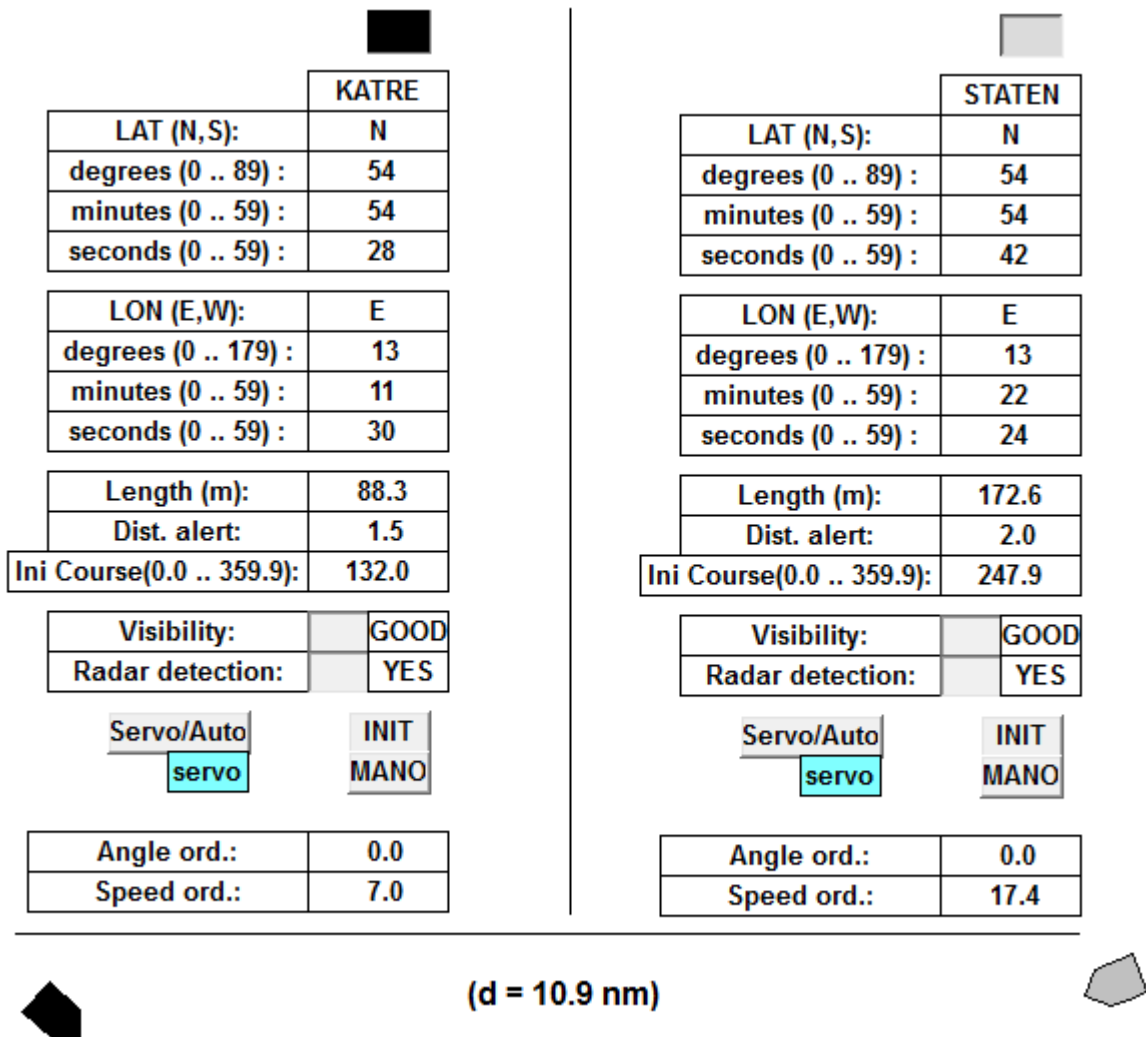 KATRE
LAT (N,S): N
degrees (0 .. 89) : 54
minutes (0 .. 59) : 54
seconds (0 .. 59) : 28
LON (E,W): E
degrees (0 .. 179) : 13
minutes (0 .. 59) : 11
seconds (0 .. 59) : 30
Length (m): 88.3
Dist. alert: 1.5
Ini Course(0.0 .. 359.9): 132.0
Visibility: GOOD
Radar detection: YES
Servo/Auto INIT
servo MANO
Angle ord.: 0.0
Speed ord.: 7.0
STATEN
LAT (N,S): N
degrees (0 .. 89) : 54
minutes (0 .. 59) : 54
seconds (0 .. 59) : 42
LON (E,W): E
degrees (0 .. 179) : 13
minutes (0 .. 59) : 22
seconds (0 .. 59) : 24
Length (m): 172.6
Dist. alert: 2.0
Ini Course(0.0 .. 359.9): 247.9
Visibility: GOOD
Radar detection: YES
Servo/Auto INIT
servo MANO
Angle ord.: 0.0
Speed ord.: 17.4
(d = 10.9 nm)